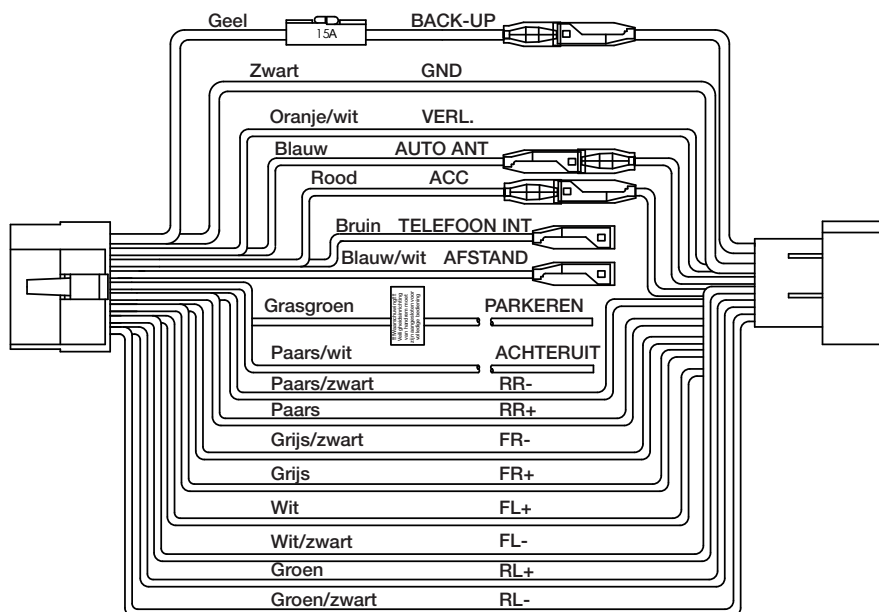 Geel BACK-UP
15A
Zwart GND
Oranje/wit VERL.
Blauw AUTO ANT
Rood ACC
Bruin TELEFOON INT
Blauw/wit AFSTAND
Grasgroen PARKEREN
Paars/wit ACHTERUIT
Paars/zwart RR-
Paars RR+
Grijs/zwart FR-
Grijs FR+
Wit FL+
Wit/zwart FL-
Groen RL+
Groen/zwart RL-